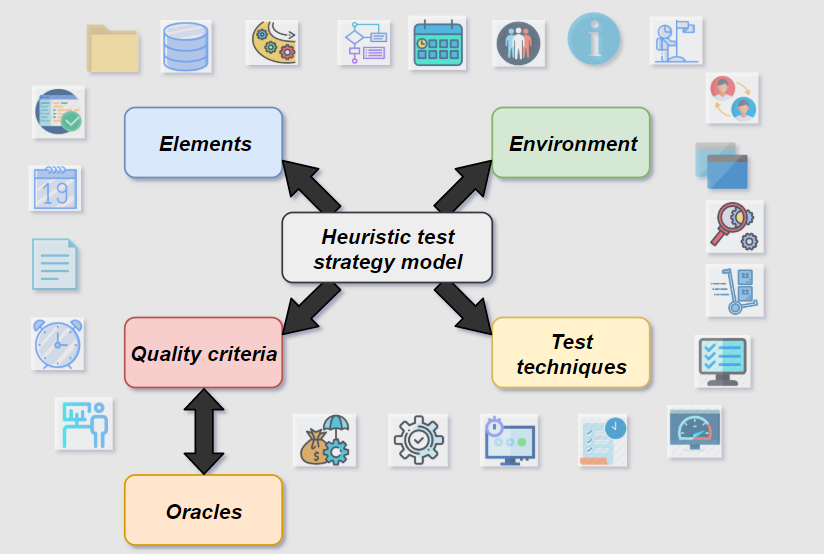 Elements
Environment
Heuristic test
strategy model
19
Quality criteria
Test
techniques
Oracles